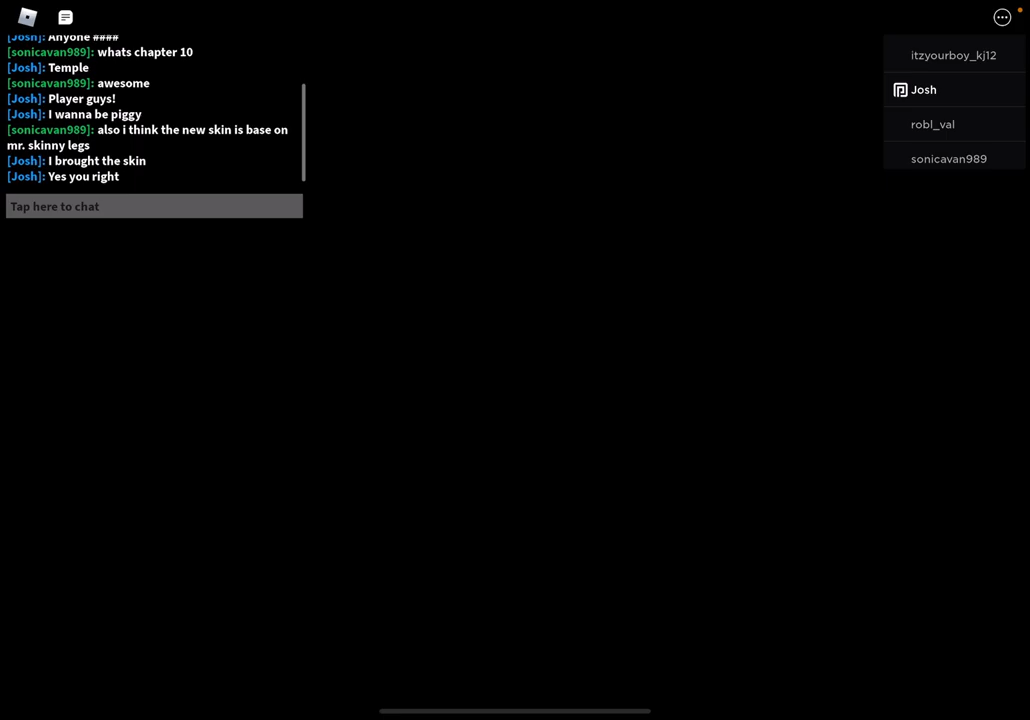 [Josh]: Anyone ####
[sonicavan989]: whats chapter 10
[Josh]: Temple
[sonicavan989]: awesome
[Josh]: Player guys!
[Josh]: I wanna be piggy
[sonicavan989]: also i think the new skin is base on
mr. skinny legs
[Josh]: I brought the skin
[Josh]: Yes you right
Tap here to chat
itzyourboy_kj12
Josh
robl_val
sonicavan989